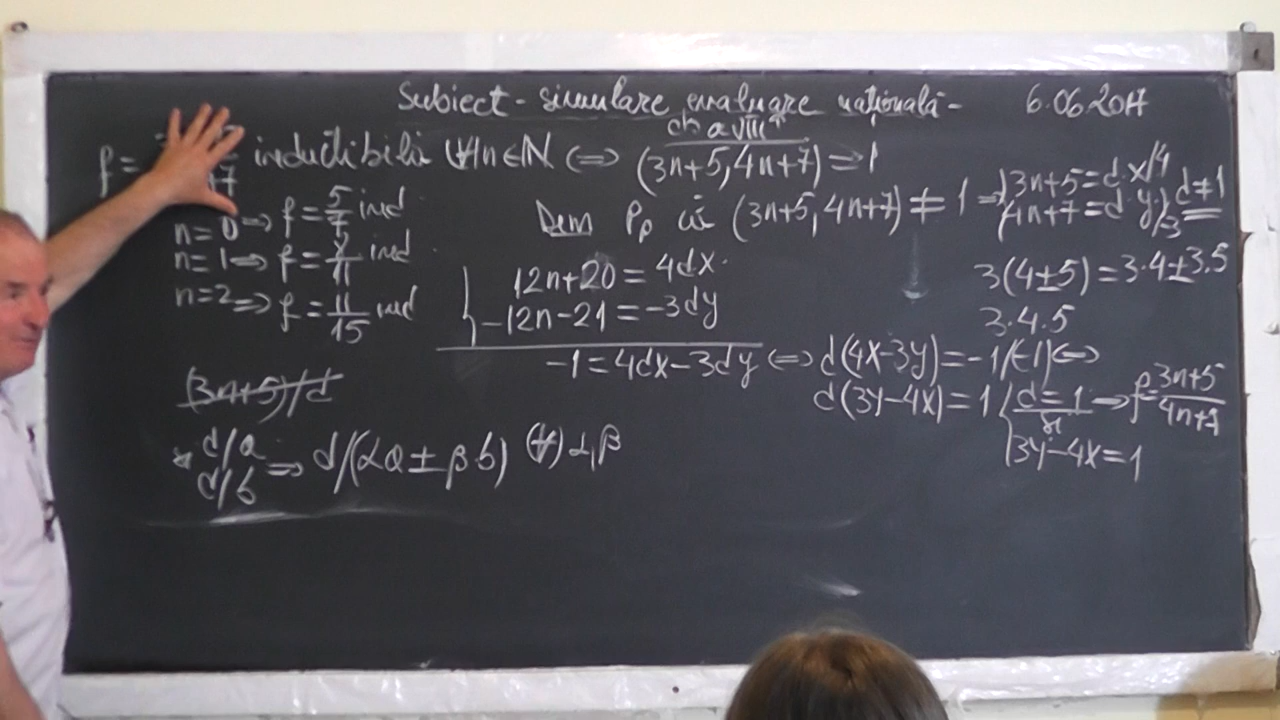 Subiect - simulare evaluare națională - 6.06.2017
cls a VIII a
f = inductibilă (∀) n ∈ N ⇔ (3n+5, 4n+7) = 1
n=0 ⇒ f = 5/7 ired
n=1 ⇒ f = 8/11 ired
n=2 ⇒ f = 11/15 ired
(3n+5)/d
d/a
d/b ⇒ d/(αa ± βb) (∀) α, β
Dem Pp că (3n+5, 4n+7) ≠ 1 ⇒ 3n+5 = d·x /4
4n+7 = d·y /-3 , d≠1
12n+20 = 4dx
-12n-21 = -3dy
-1 = 4dx-3dy ⇔ d(4x-3y) = -1 /(-1) ⇔
3(4±5) = 3·4±3·5
3·4·5
d(3y-4x) = 1 d = 1 ⇒ f = 3n+5/4n+7
3y-4x = 1